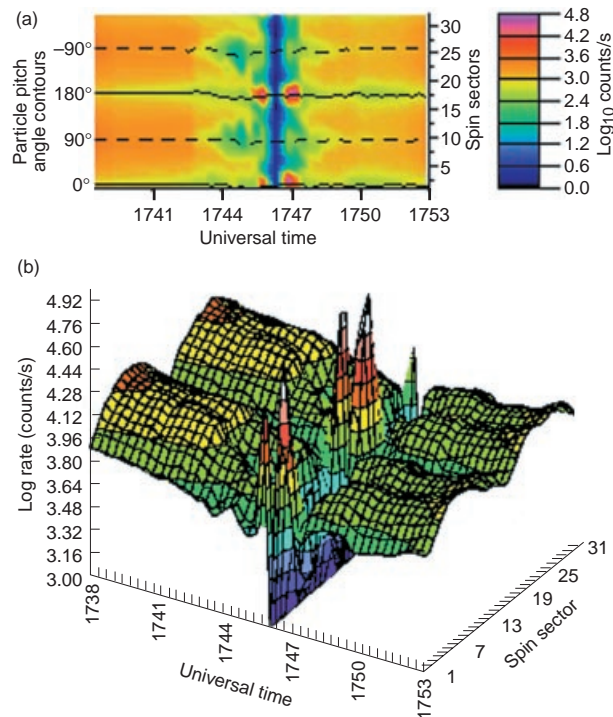 (a)
−90°
180°
90°
0°
Particle pitch
angle contours
1741 1744 1747 1750 1753
Universal time
30
25
20
15
10
5
Spin sectors
4.8
4.2
3.6
3.0
2.4
1.8
1.2
0.6
0.0
Log10 counts/s
(b)
4.92
4.76
4.60
4.44
4.28
4.12
3.96
3.80
3.64
3.48
3.32
3.16
3.00
Log rate (counts/s)
1738 1741 1744 1747 1750 1753
Universal time
1 7 13 19 25 31
Spin sector